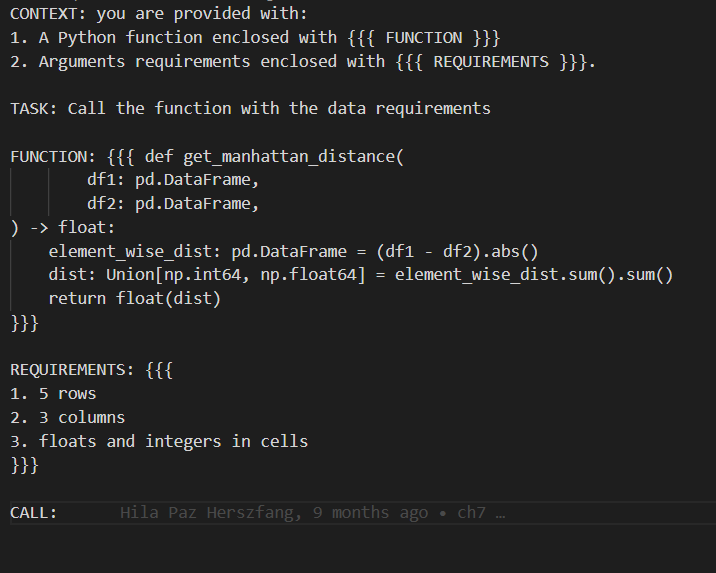 CONTEXT: you are provided with:
1. A Python function enclosed with {{{ FUNCTION }}}
2. Arguments requirements enclosed with {{{ REQUIREMENTS }}}.

TASK: Call the function with the data requirements

FUNCTION: {{{ def get_manhattan_distance(
        df1: pd.DataFrame,
        df2: pd.DataFrame,
) -> float:
    element_wise_dist: pd.DataFrame = (df1 - df2).abs()
    dist: Union[np.int64, np.float64] = element_wise_dist.sum().sum()
    return float(dist)
}}}

REQUIREMENTS: {{{
1. 5 rows
2. 3 columns
3. floats and integers in cells
}}}

CALL:      Hila Paz Herszfang, 9 months ago • ch7 …